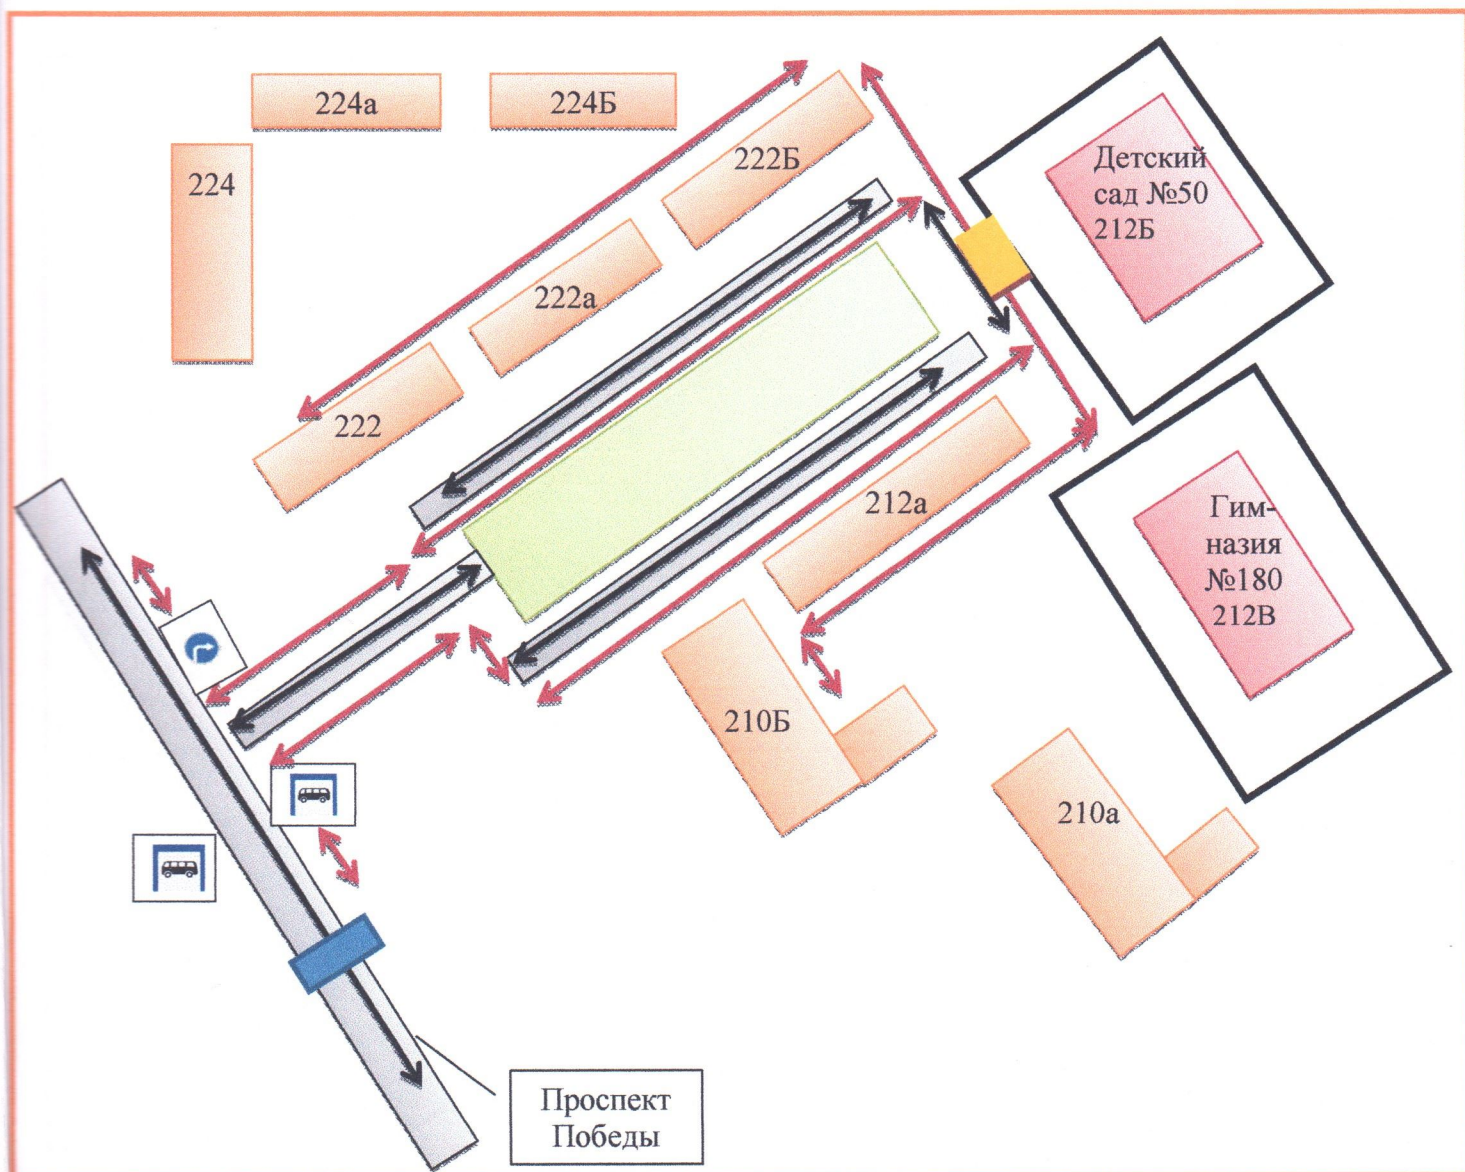 224а
224Б
224
222Б
Детский
сад №50
212Б
222а
222
212а
Гим-
назия
№180
212В
210Б
210а
Проспект
Победы